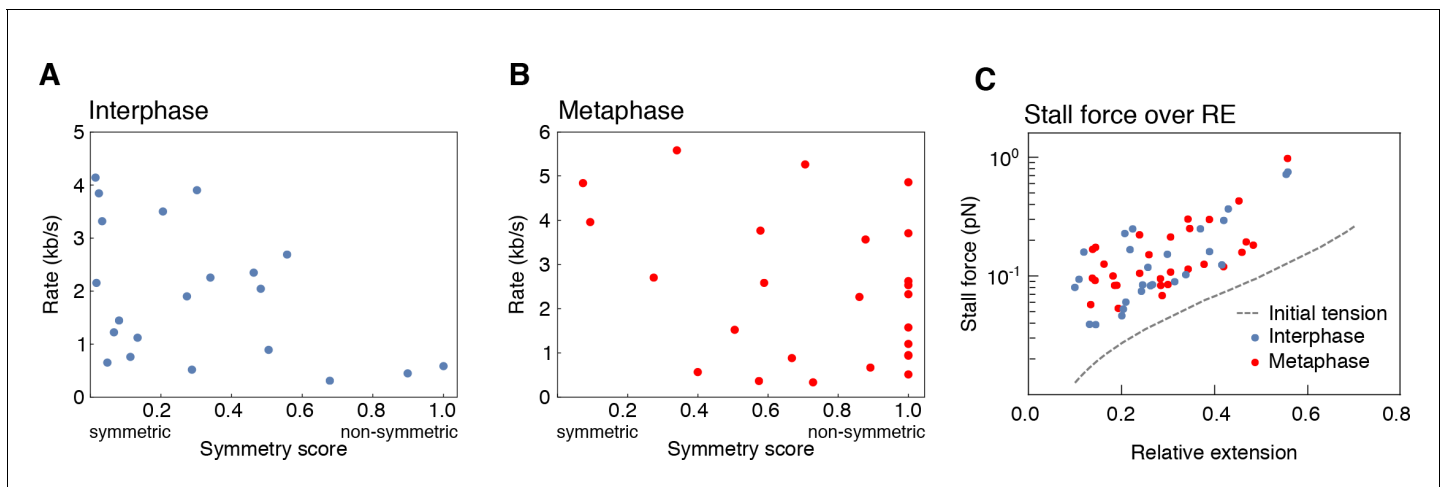 A
Interphase
5
4
3
2
1
0
Rate (kb/s)
0.2
0.4
0.6
0.8
1.0
symmetric
non-symmetric
Symmetry score
B
Metaphase
6
5
4
3
2
1
0
Rate (kb/s)
0.2
0.4
0.6
0.8
1.0
symmetric
non-symmetric
Symmetry score
C
Stall force over RE
10⁰
10⁻¹
Stall force (pN)
Initial tension
Interphase
Metaphase
0.0
0.2
0.4
0.6
0.8
Relative extension